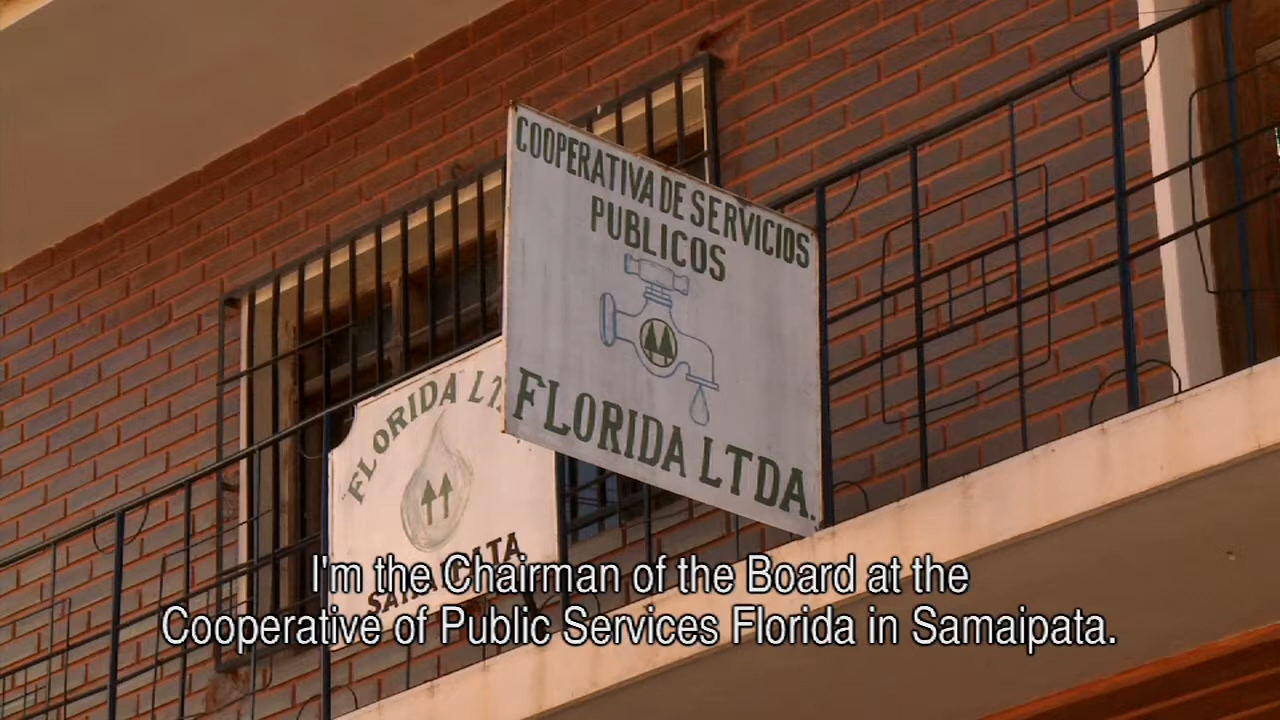 COOPERATIVA DE SERVICIOS
PUBLICOS
FLORIDA LTDA.
FLORIDA
I'm the Chairman of the Board at the
Cooperative of Public Services Florida in Samaipata.